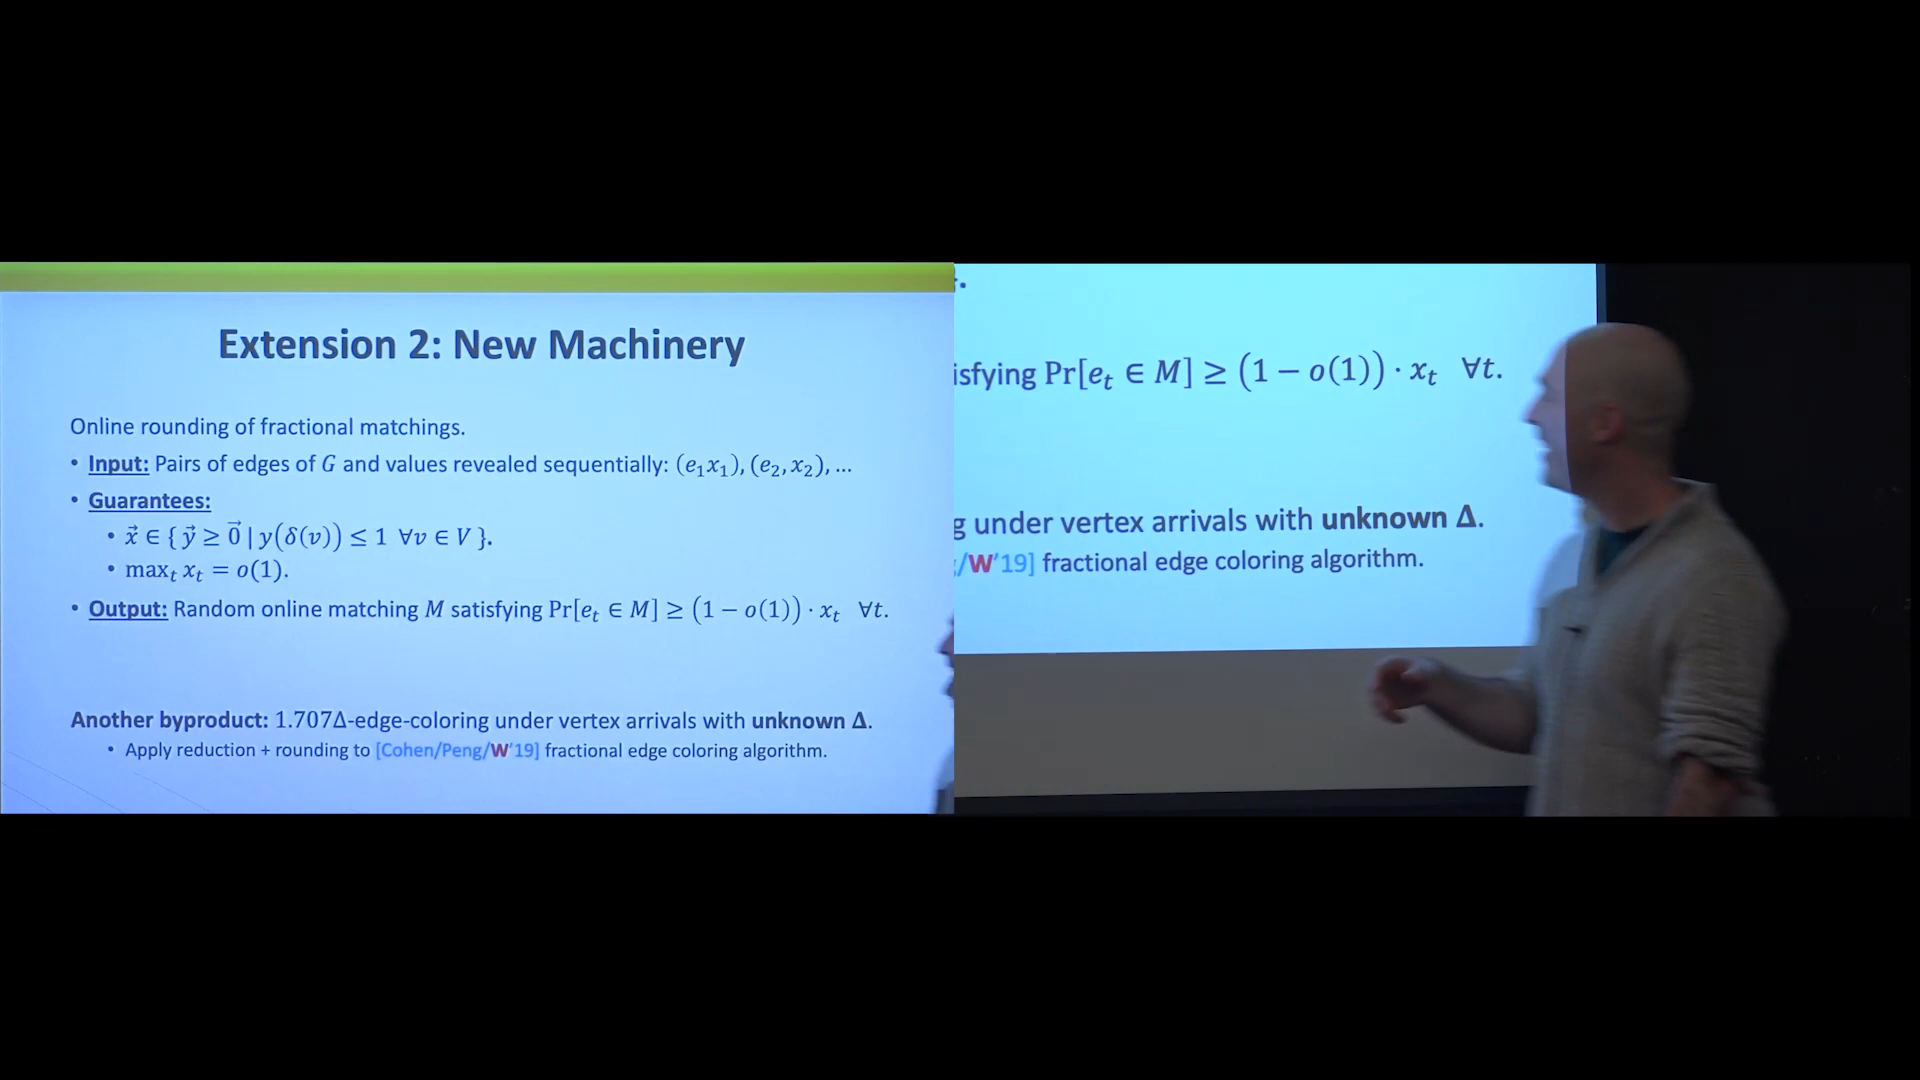 Extension 2: New Machinery
Online rounding of fractional matchings.
• Input: Pairs of edges of G and values revealed sequentially: (e₁x₁), (e₂, x₂), …
• Guarantees:
• x⃗ ∈ { y⃗ ≥ 0⃗ | y(δ(v)) ≤ 1 ∀v ∈ V }.
• maxₜ xₜ = o(1).
• Output: Random online matching M satisfying Pr[eₜ ∈ M] ≥ (1 − o(1)) · xₜ ∀t.
Another byproduct: 1.707Δ-edge-coloring under vertex arrivals with unknown Δ.
• Apply reduction + rounding to [Cohen/Peng/W'19] fractional edge coloring algorithm.
isfying Pr[eₜ ∈ M] ≥ (1 − o(1)) · xₜ ∀t.
g under vertex arrivals with unknown Δ.
/W'19] fractional edge coloring algorithm.